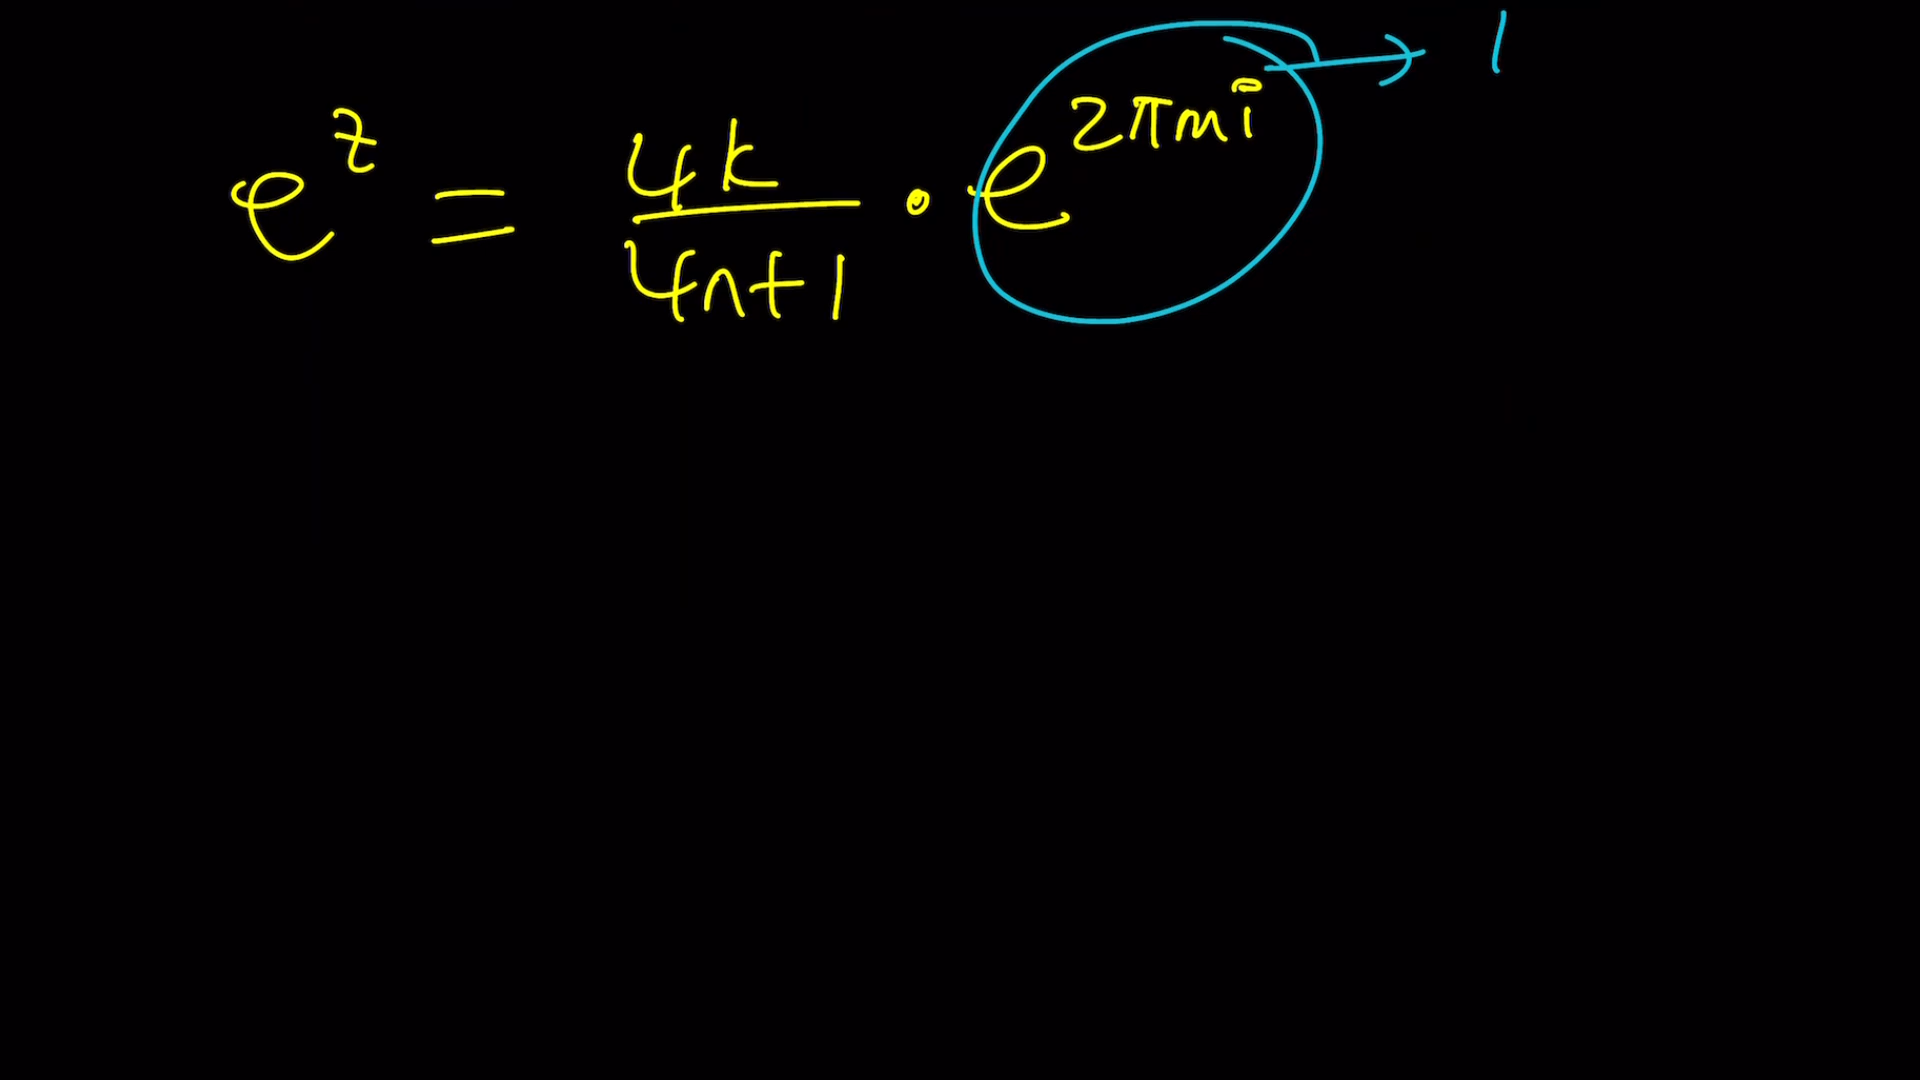 e^z = 4k/(4n+1) · e^{2πmi} → 1